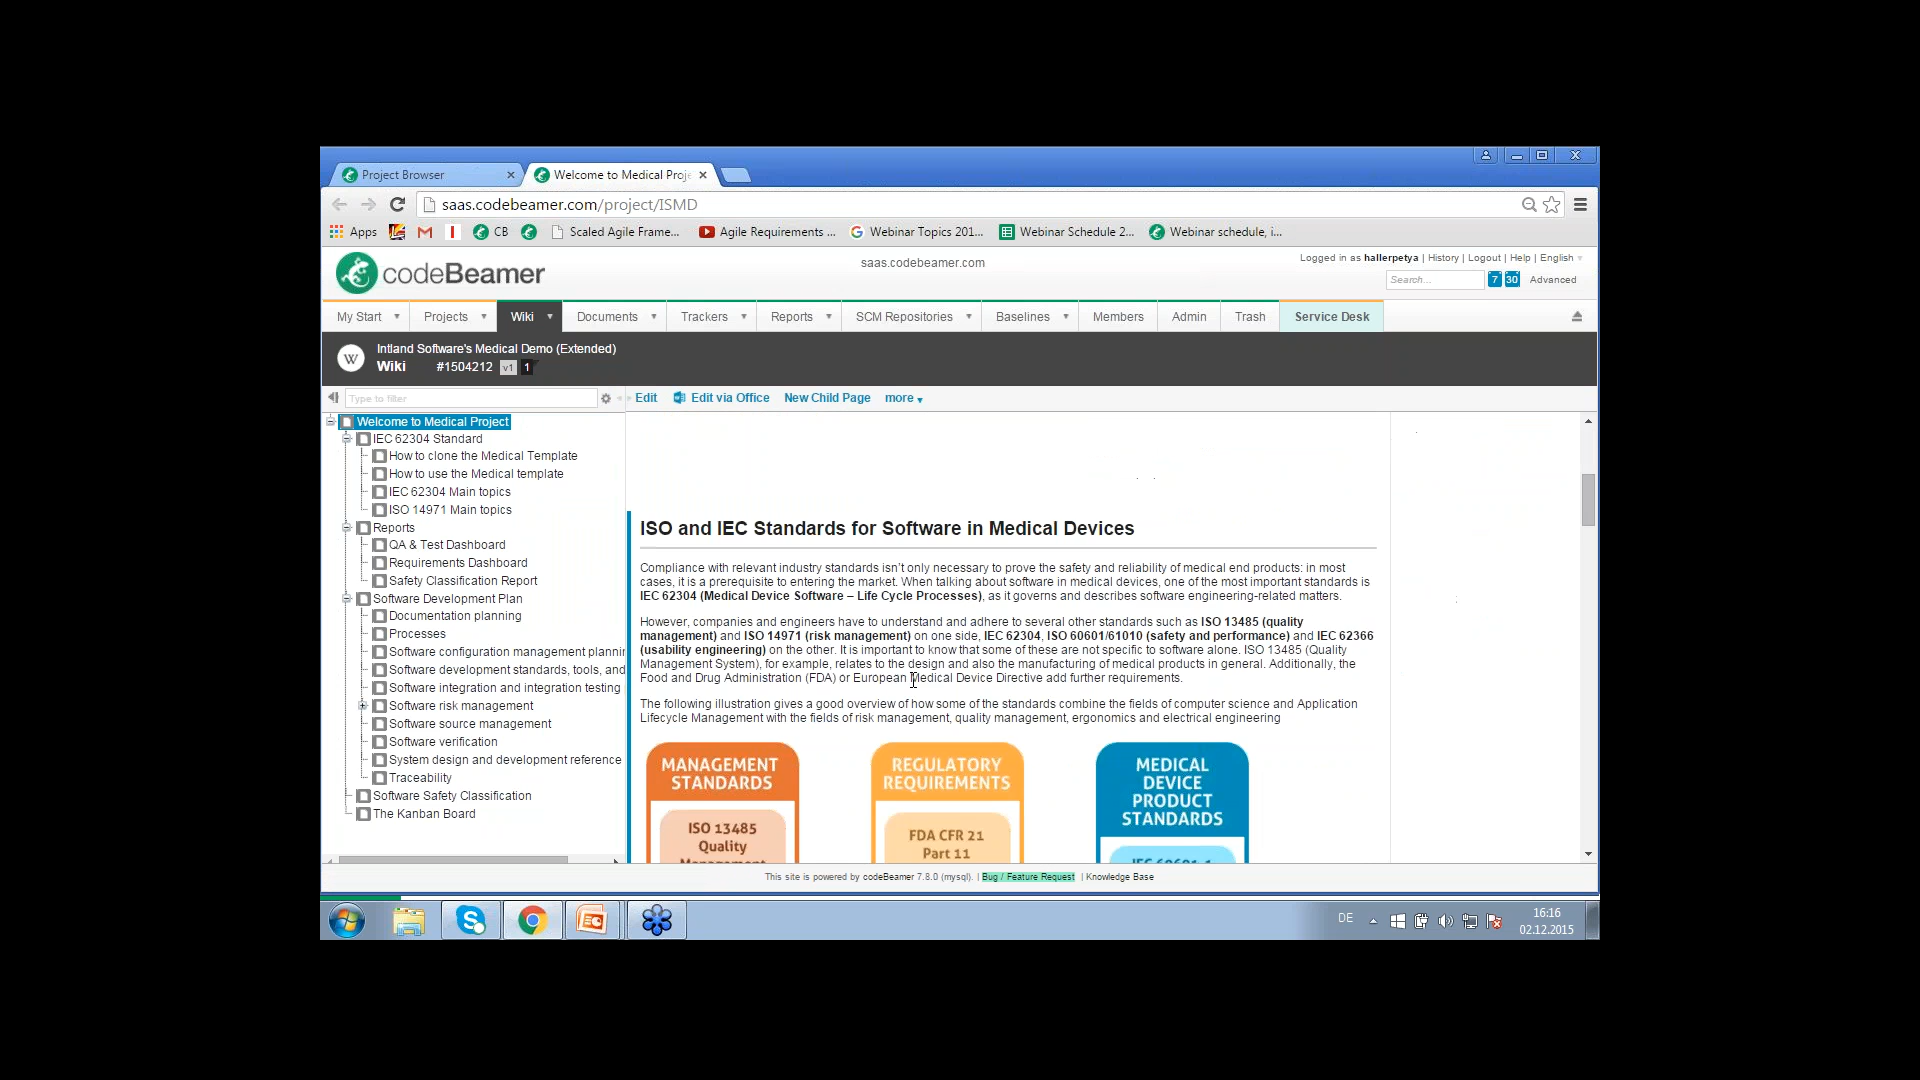 Project Browser
Welcome to Medical Proje
saas.codebeamer.com/project/ISMD
Apps
CB
Scaled Agile Frame...
Agile Requirements ...
Webinar Topics 201...
Webinar Schedule 2...
Webinar schedule, i...
codeBeamer
saas.codebeamer.com
Logged in as hallerpetya | History | Logout | Help | English
Search...
7
30
Advanced
My Start
Projects
Wiki
Documents
Trackers
Reports
SCM Repositories
Baselines
Members
Admin
Trash
Service Desk
W
Intland Software's Medical Demo (Extended)
Wiki #1504212 v1 1
Type to filter
Edit
Edit via Office
New Child Page
more
Welcome to Medical Project
IEC 62304 Standard
How to clone the Medical Template
How to use the Medical template
IEC 62304 Main topics
ISO 14971 Main topics
Reports
QA & Test Dashboard
Requirements Dashboard
Safety Classification Report
Software Development Plan
Documentation planning
Processes
Software configuration management plannin
Software development standards, tools, and
Software integration and integration testing
Software risk management
Software source management
Software verification
System design and development reference
Traceability
Software Safety Classification
The Kanban Board
ISO and IEC Standards for Software in Medical Devices
Compliance with relevant industry standards isn't only necessary to prove the safety and reliability of medical end products: in most
cases, it is a prerequisite to entering the market. When talking about software in medical devices, one of the most important standards is
IEC 62304 (Medical Device Software – Life Cycle Processes), as it governs and describes software engineering-related matters.
However, companies and engineers have to understand and adhere to several other standards such as ISO 13485 (quality
management) and ISO 14971 (risk management) on one side, IEC 62304, ISO 60601/61010 (safety and performance) and IEC 62366
(usability engineering) on the other. It is important to know that some of these are not specific to software alone. ISO 13485 (Quality
Management System), for example, relates to the design and also the manufacturing of medical products in general. Additionally, the
Food and Drug Administration (FDA) or European Medical Device Directive add further requirements.
The following illustration gives a good overview of how some of the standards combine the fields of computer science and Application
Lifecycle Management with the fields of risk management, quality management, ergonomics and electrical engineering
MANAGEMENT
STANDARDS
ISO 13485
Quality
Management
REGULATORY
REQUIREMENTS
FDA CFR 21
Part 11
MEDICAL
DEVICE
PRODUCT
STANDARDS
IEC 60601-1
This site is powered by codeBeamer 7.8.0 (mysql). | Bug / Feature Request | Knowledge Base
DE
16:16
02.12.2015